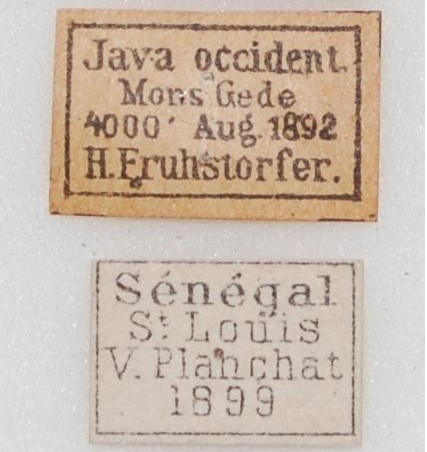 Java occident.
Mons Gede
4000' Aug. 1892
H. Fruhstorfer.
Sénégal
St. Louis
V. Planchat
1899